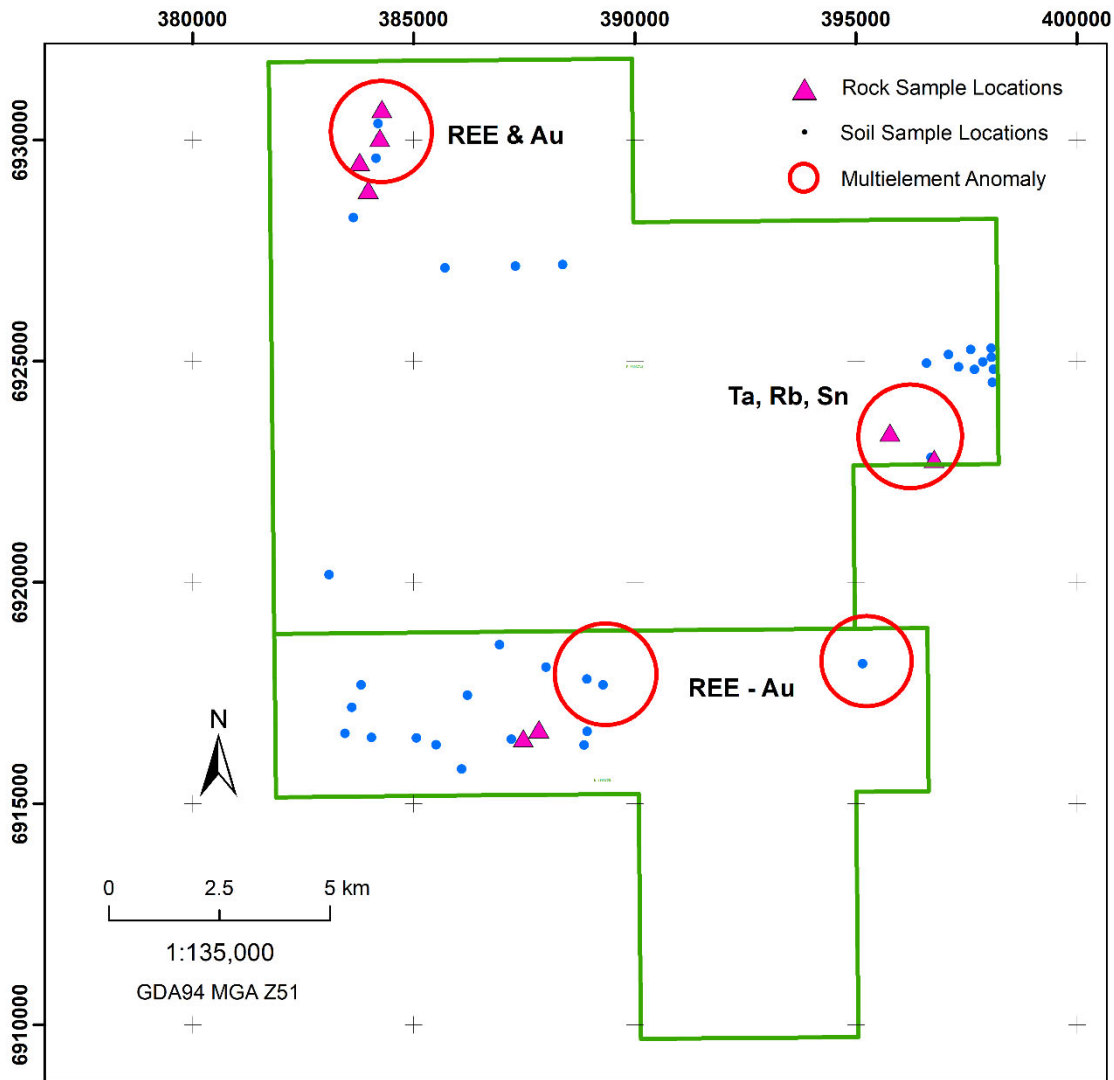 380000 385000 390000 395000 400000
Rock Sample Locations
6930000
REE & Au
Soil Sample Locations
Multielement Anomaly
6925000
Ta, Rb, Sn
6920000
REE - Au
N
6915000
0 2.5 5 km
1:135,000
GDA94 MGA Z51
6910000